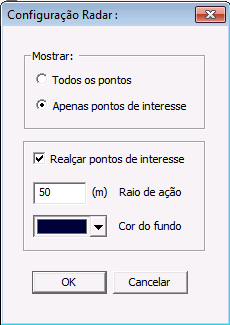 Configuração Radar :
Mostrar:
Todos os pontos
Apenas pontos de interesse
Realçar pontos de interesse
50 (m) Raio de ação
Cor do fundo
OK Cancelar